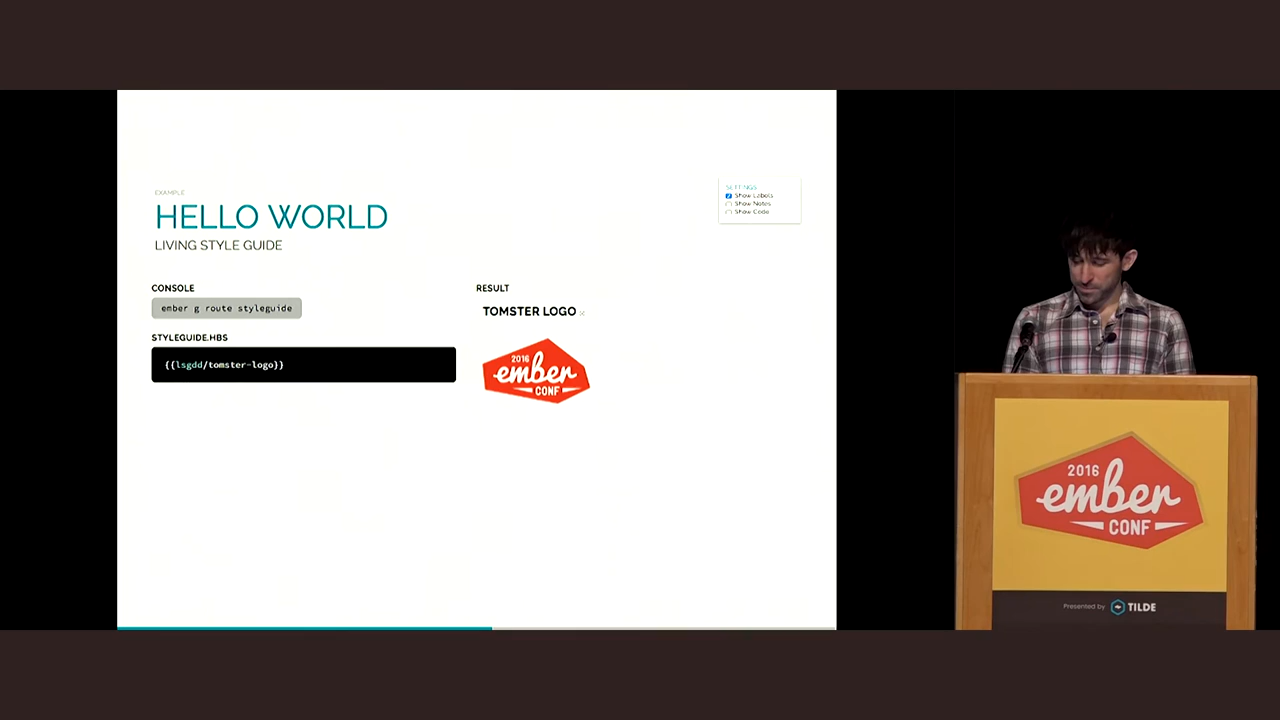 EXAMPLE
HELLO WORLD
LIVING STYLE GUIDE
SETTINGS
Show Labels
Show Notes
Show Code
CONSOLE
ember g route styleguide
STYLEGUIDE.HBS
{{lsgdd/tomster-logo}}
RESULT
TOMSTER LOGO
2016
ember
CONF
2016
ember
CONF
Presented by TILDE